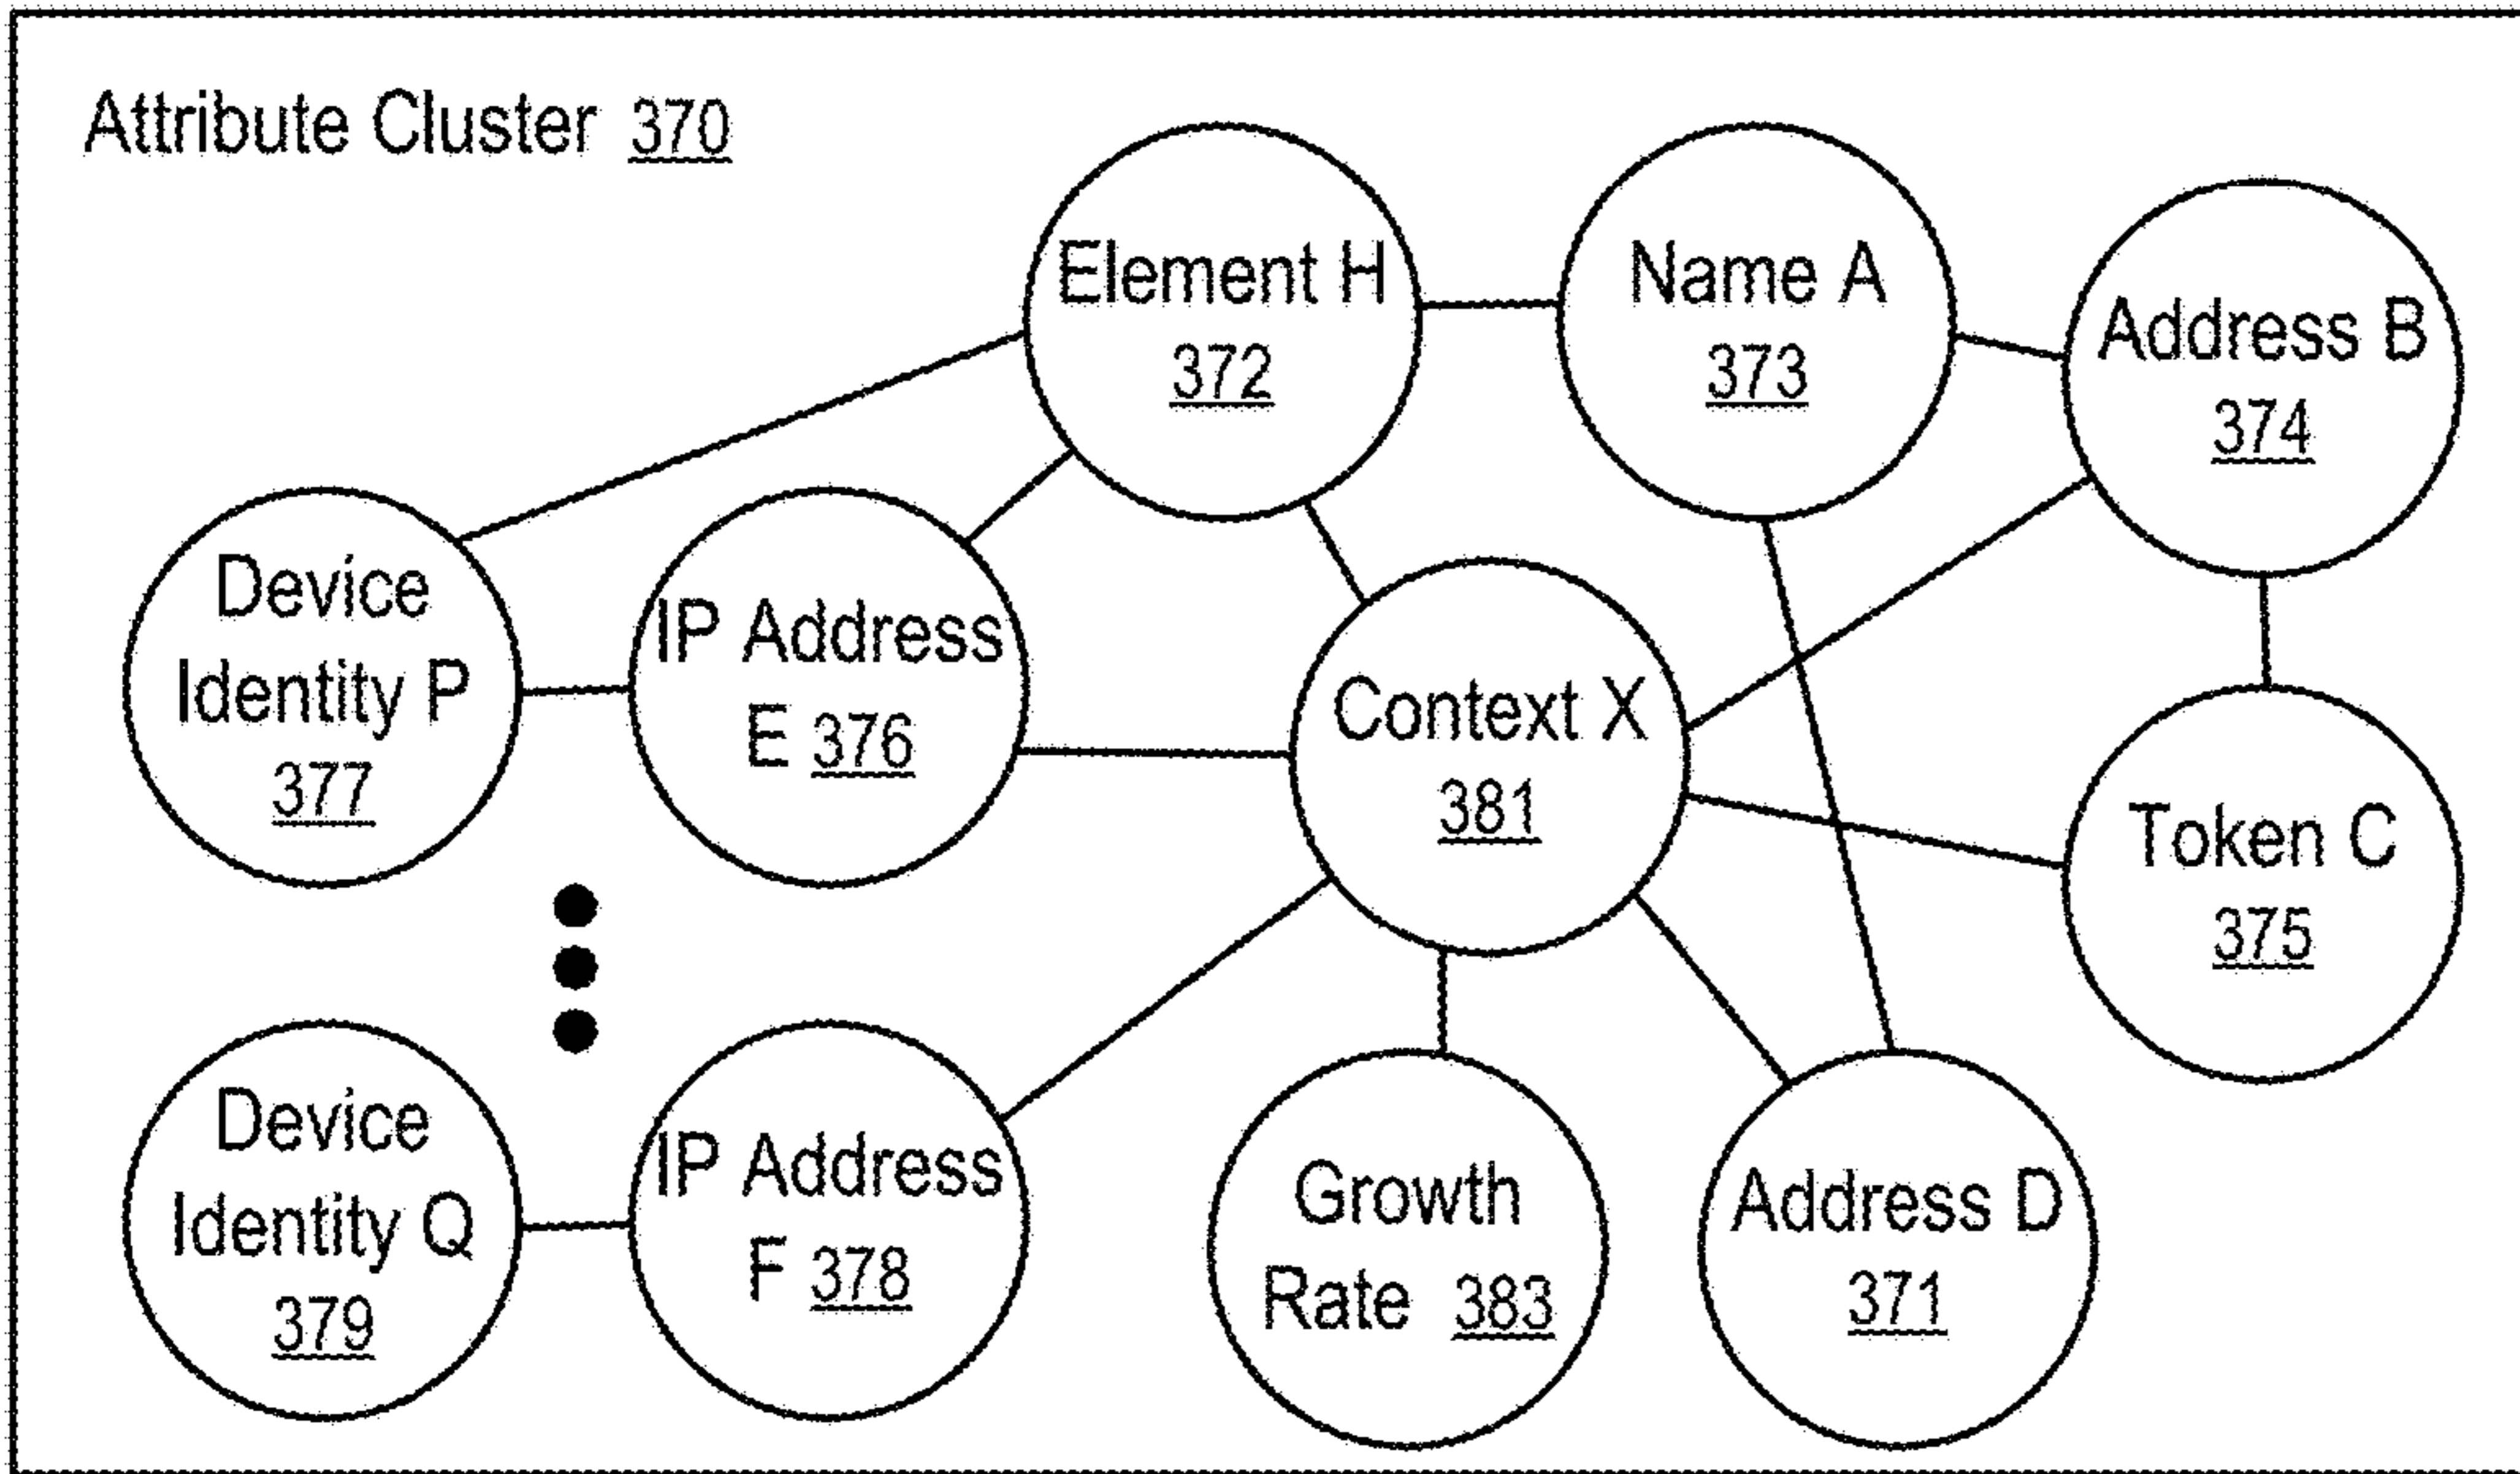 Attribute Cluster 370
Element H
372
Name A
373
Address B
374
Device
Identity P
377
IP Address
E 376
Context X
381
Token C
375
Device
Identity Q
379
IP Address
F 378
Growth
Rate 383
Address D
371